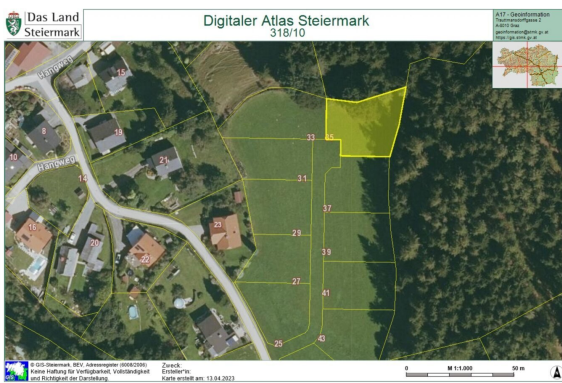 Das Land
Steiermark
Digitaler Atlas Steiermark
318/10
A17 - Geoinformation
Trauttmansdorffgasse 2
A-8010 Graz
geoinformation@stmk.gv.at
https://gis.stmk.gv.at
Hangweg
15
8
19
33
35
10
Hangweg
21
14
31
16
23
37
20
29
22
39
27
41
25
43
© GIS-Steiermark, BEV, Adressregister (6008/2006)
Keine Haftung für Verfügbarkeit, Vollständigkeit
und Richtigkeit der Darstellung.
Zweck:
Ersteller*in:
Karte erstellt am: 13.04.2023
0 M 1:1.000 50 m